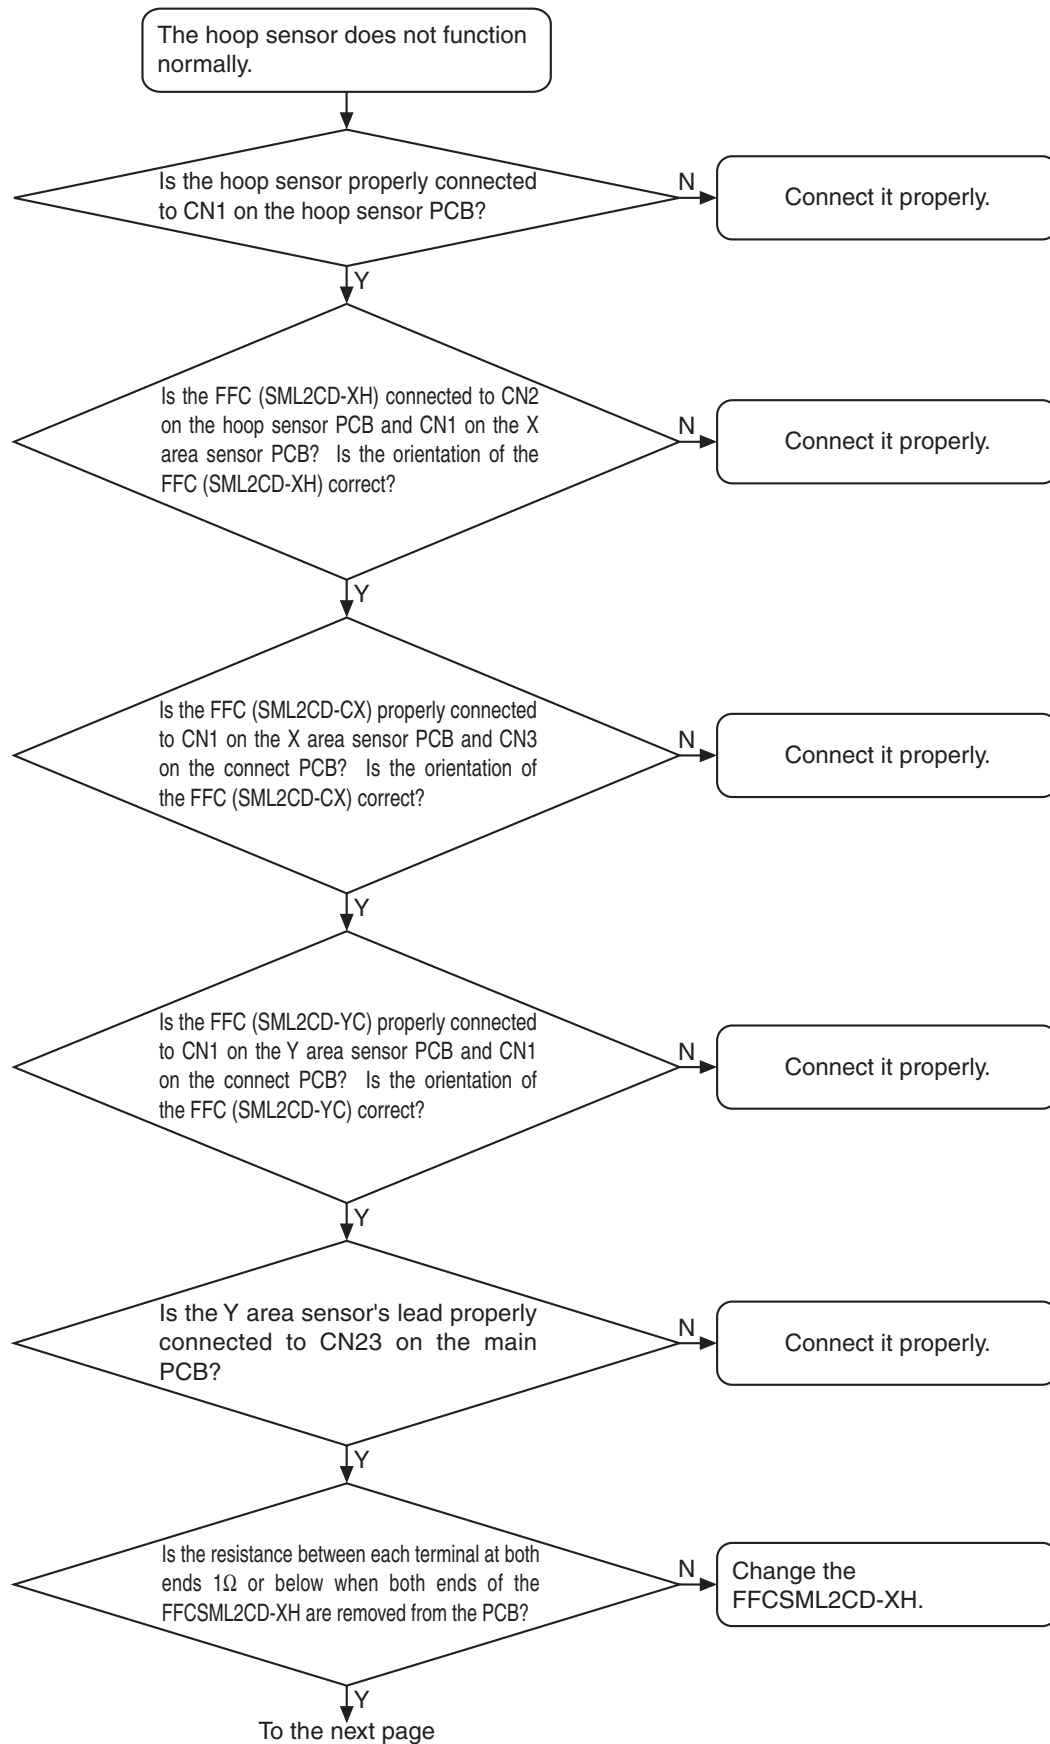 The hoop sensor does not function
normally.
Is the hoop sensor properly connected
to CN1 on the hoop sensor PCB?
N
Connect it properly.
Y
Is the FFC (SML2CD-XH) connected to CN2
on the hoop sensor PCB and CN1 on the X
area sensor PCB? Is the orientation of the
FFC (SML2CD-XH) correct?
N
Connect it properly.
Y
Is the FFC (SML2CD-CX) properly connected
to CN1 on the X area sensor PCB and CN3
on the connect PCB? Is the orientation of
the FFC (SML2CD-CX) correct?
N
Connect it properly.
Y
Is the FFC (SML2CD-YC) properly connected
to CN1 on the Y area sensor PCB and CN1
on the connect PCB? Is the orientation of
the FFC (SML2CD-YC) correct?
N
Connect it properly.
Y
Is the Y area sensor's lead properly
connected to CN23 on the main
PCB?
N
Connect it properly.
Y
Is the resistance between each terminal at both
ends 1Ω or below when both ends of the
FFCSML2CD-XH are removed from the PCB?
N
Change the
FFCSML2CD-XH.
Y
To the next page